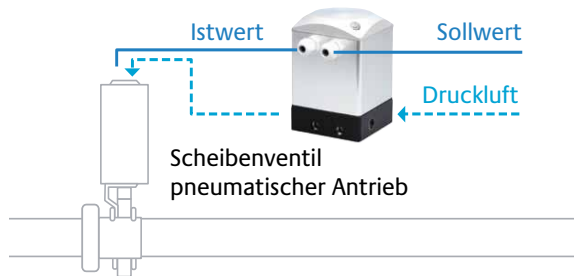 Istwert
Sollwert
Druckluft
Scheibenventil
pneumatischer Antrieb